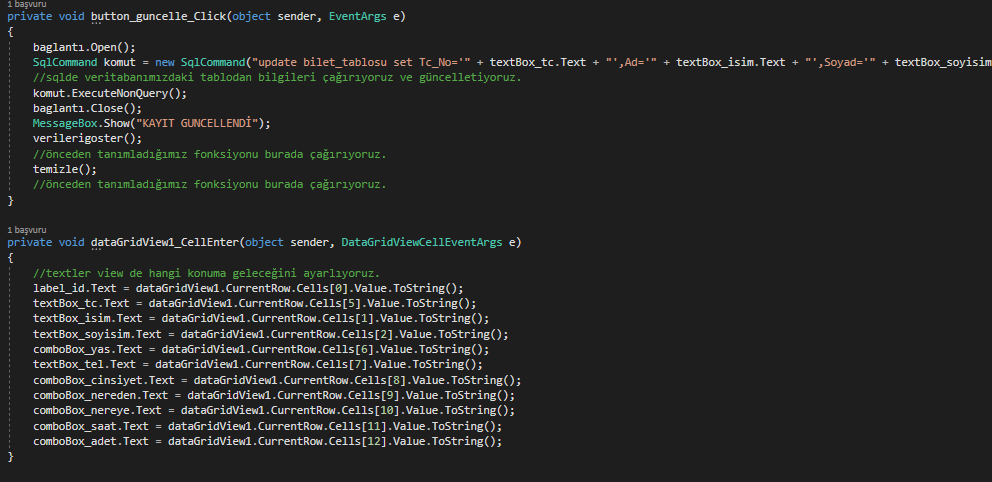 1 başvuru
private void button_guncelle_Click(object sender, EventArgs e)
{
baglantı.Open();
SqlCommand komut = new SqlCommand("update bilet_tablosu set Tc_No='" + textBox_tc.Text + "',Ad='" + textBox_isim.Text + "',Soyad='" + textBox_soyisim
//sqlde veritabanımızdaki tablodan bilgileri çağırıyoruz ve güncelletiyoruz.
komut.ExecuteNonQuery();
baglantı.Close();
MessageBox.Show("KAYIT GUNCELLENDİ");
verilerigoster();
//önceden tanımladığımız fonksiyonu burada çağırıyoruz.
temizle();
//önceden tanımladığımız fonksiyonu burada çağırıyoruz.
}
1 başvuru
private void dataGridView1_CellEnter(object sender, DataGridViewCellEventArgs e)
{
//textler view de hangi konuma geleceğini ayarlıyoruz.
label_id.Text = dataGridView1.CurrentRow.Cells[0].Value.ToString();
textBox_tc.Text = dataGridView1.CurrentRow.Cells[5].Value.ToString();
textBox_isim.Text = dataGridView1.CurrentRow.Cells[1].Value.ToString();
textBox_soyisim.Text = dataGridView1.CurrentRow.Cells[2].Value.ToString();
comboBox_yas.Text = dataGridView1.CurrentRow.Cells[6].Value.ToString();
textBox_tel.Text = dataGridView1.CurrentRow.Cells[7].Value.ToString();
comboBox_cinsiyet.Text = dataGridView1.CurrentRow.Cells[8].Value.ToString();
comboBox_nereden.Text = dataGridView1.CurrentRow.Cells[9].Value.ToString();
comboBox_nereye.Text = dataGridView1.CurrentRow.Cells[10].Value.ToString();
comboBox_saat.Text = dataGridView1.CurrentRow.Cells[11].Value.ToString();
comboBox_adet.Text = dataGridView1.CurrentRow.Cells[12].Value.ToString();
}